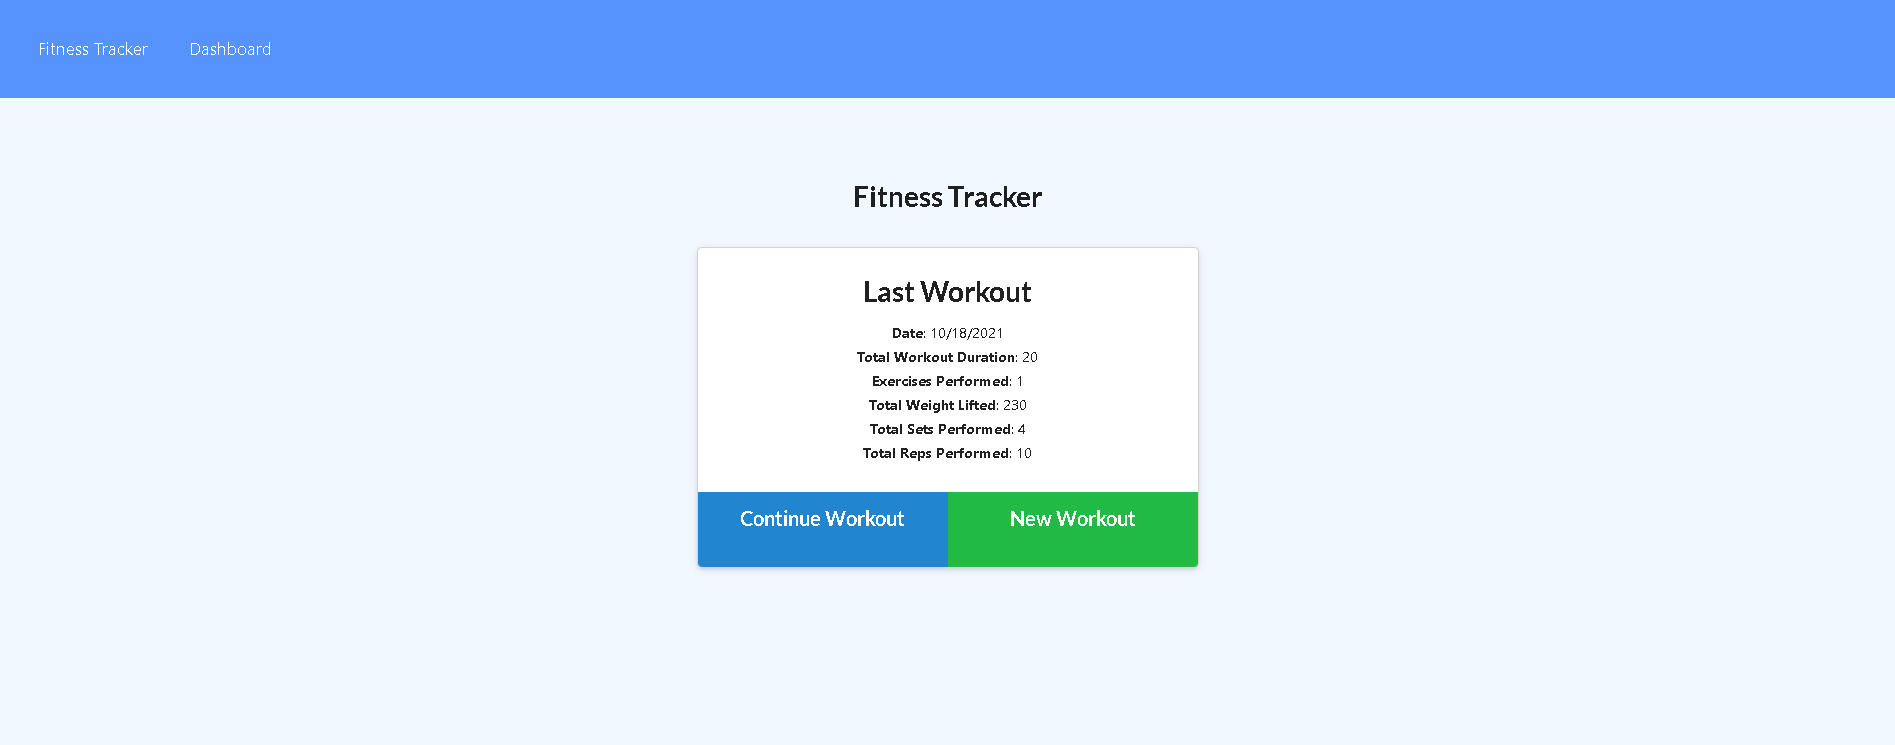 Fitness Tracker Dashboard
Fitness Tracker
Last Workout
Date: 10/18/2021
Total Workout Duration: 20
Exercises Performed: 1
Total Weight Lifted: 230
Total Sets Performed: 4
Total Reps Performed: 10
Continue Workout New Workout